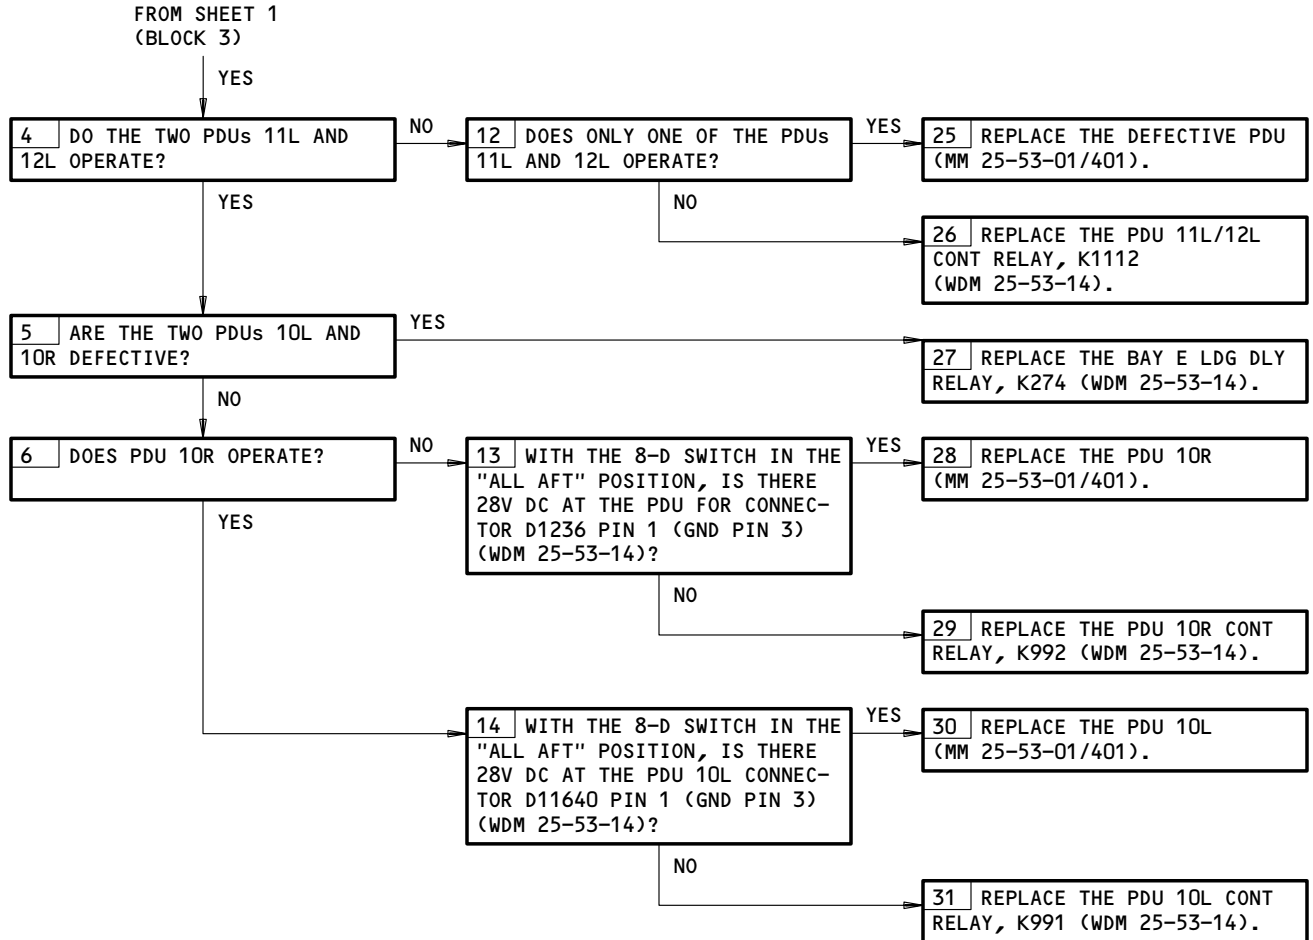 FROM SHEET 1
(BLOCK 3)
YES
4 DO THE TWO PDUs 11L AND
12L OPERATE?
NO
12 DOES ONLY ONE OF THE PDUs
11L AND 12L OPERATE?
YES
25 REPLACE THE DEFECTIVE PDU
(MM 25-53-01/401).
YES
NO
26 REPLACE THE PDU 11L/12L
CONT RELAY, K1112
(WDM 25-53-14).
5 ARE THE TWO PDUs 10L AND
10R DEFECTIVE?
YES
27 REPLACE THE BAY E LDG DLY
RELAY, K274 (WDM 25-53-14).
NO
6 DOES PDU 10R OPERATE?
NO
13 WITH THE 8-D SWITCH IN THE
"ALL AFT" POSITION, IS THERE
28V DC AT THE PDU FOR CONNEC-
TOR D1236 PIN 1 (GND PIN 3)
(WDM 25-53-14)?
YES
28 REPLACE THE PDU 10R
(MM 25-53-01/401).
YES
NO
29 REPLACE THE PDU 10R CONT
RELAY, K992 (WDM 25-53-14).
14 WITH THE 8-D SWITCH IN THE
"ALL AFT" POSITION, IS THERE
28V DC AT THE PDU 10L CONNEC-
TOR D11640 PIN 1 (GND PIN 3)
(WDM 25-53-14)?
YES
30 REPLACE THE PDU 10L
(MM 25-53-01/401).
NO
31 REPLACE THE PDU 10L CONT
RELAY, K991 (WDM 25-53-14).